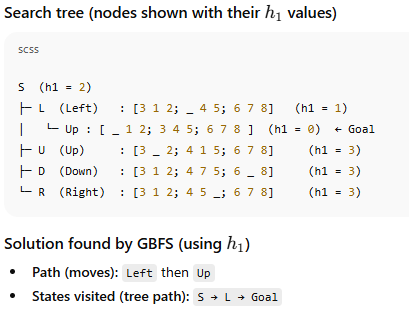 Search tree (nodes shown with their h₁ values)
scss
S (h1 = 2)
├─ L (Left) : [3 1 2; _ 4 5; 6 7 8] (h1 = 1)
│ └─ Up : [ _ 1 2; 3 4 5; 6 7 8 ] (h1 = 0) ← Goal
├─ U (Up) : [3 _ 2; 4 1 5; 6 7 8] (h1 = 3)
├─ D (Down) : [3 1 2; 4 7 5; 6 _ 8] (h1 = 3)
└─ R (Right) : [3 1 2; 4 5 _; 6 7 8] (h1 = 3)
Solution found by GBFS (using h₁)
• Path (moves): Left then Up
• States visited (tree path): S → L → Goal